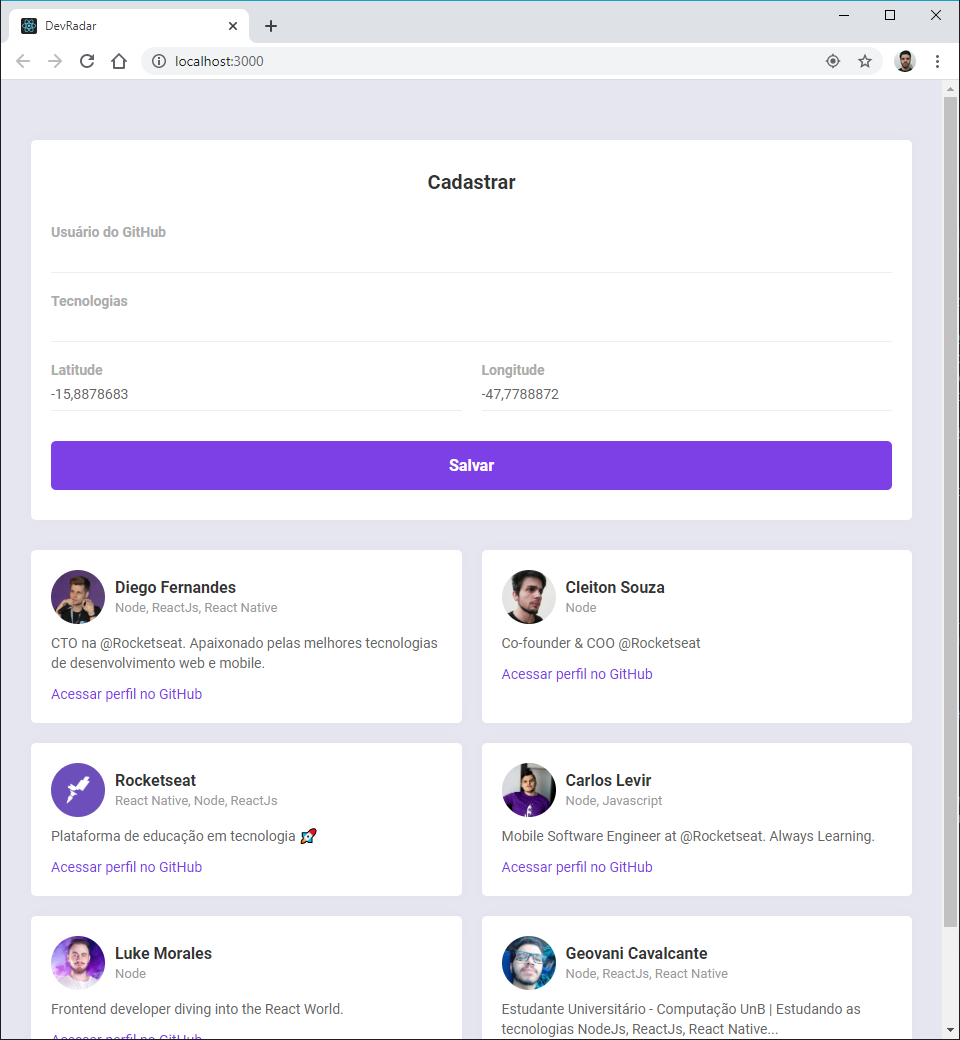 DevRadar
localhost:3000
Cadastrar
Usuário do GitHub
Tecnologias
Latitude
-15,8878683
Longitude
-47,7788872
Salvar
Diego Fernandes
Node, ReactJs, React Native
CTO na @Rocketseat. Apaixonado pelas melhores tecnologias
de desenvolvimento web e mobile.
Acessar perfil no GitHub
Cleiton Souza
Node
Co-founder & COO @Rocketseat
Acessar perfil no GitHub
Rocketseat
React Native, Node, ReactJs
Plataforma de educação em tecnologia 🚀
Acessar perfil no GitHub
Carlos Levir
Node, Javascript
Mobile Software Engineer at @Rocketseat. Always Learning.
Acessar perfil no GitHub
Luke Morales
Node
Frontend developer diving into the React World.
Acessar perfil no GitHub
Geovani Cavalcante
Node, ReactJs, React Native
Estudante Universitário - Computação UnB | Estudando as
tecnologias NodeJs, ReactJs, React Native...